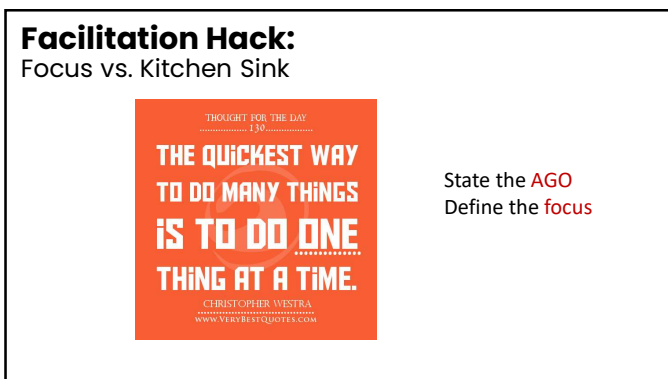 Facilitation Hack:
Focus vs. Kitchen Sink
THOUGHT FOR THE DAY
.................. 130..................
THE QUiCKEST WAY
TO DO MANY THiNGS
iS TO DO ONE
THiNG AT A TiME.
CHRISTOPHER WESTRA
www.VeryBestQuotes.com
State the AGO
Define the focus